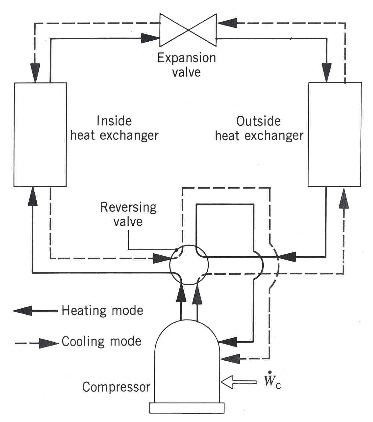 Expansion
valve
Inside
heat exchanger
Outside
heat exchanger
Reversing
valve
Heating mode
Cooling mode
Compressor
Ẇc